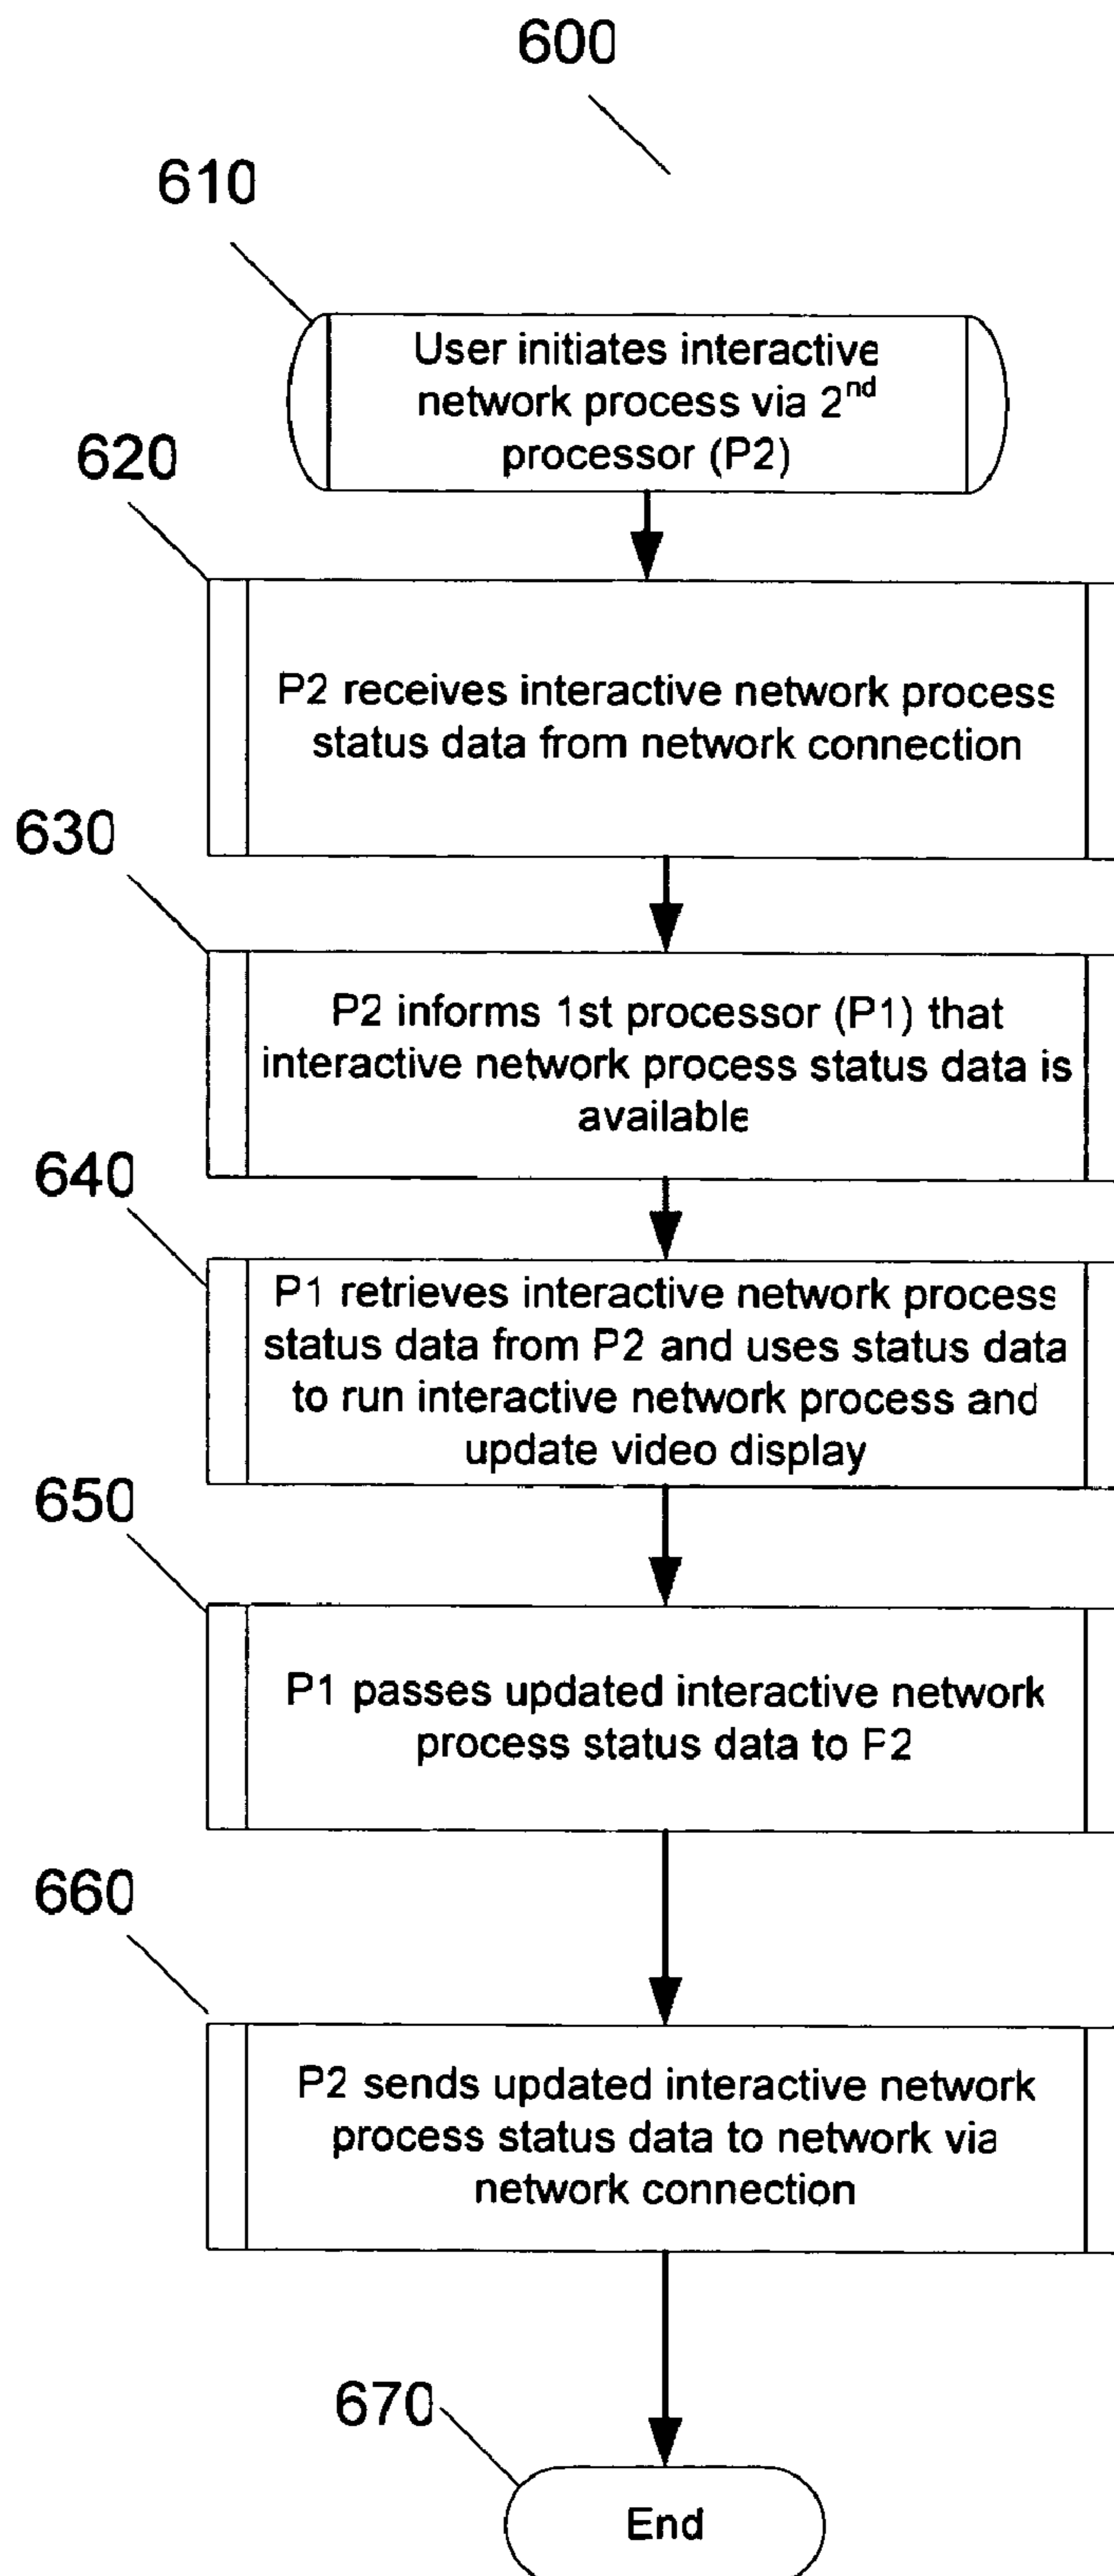 600
610
User initiates interactive
network process via 2nd
processor (P2)
620
P2 receives interactive network process
status data from network connection
630
P2 informs 1st processor (P1) that
interactive network process status data is
available
640
P1 retrieves interactive network process
status data from P2 and uses status data
to run interactive network process and
update video display
650
P1 passes updated interactive network
process status data to F2
660
P2 sends updated interactive network
process status data to network via
network connection
670
End